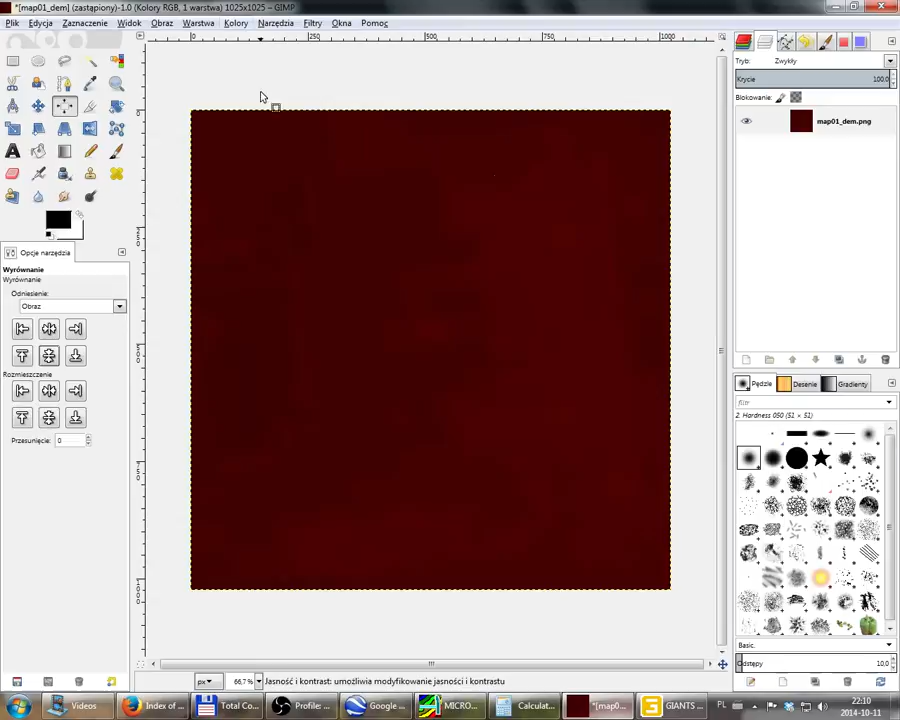 *[map01_dem] (zastąpiony)-1.0 (Kolory RGB, 1 warstwa) 1025x1025 – GIMP
Plik Edycja Zaznaczenie Widok Obraz Warstwa Kolory Narzędzia Filtry Okna Pomoc
0 250 500 750 1000
Tryb: Zwykły
Krycie 100,0
Blokowanie:
map01_dem.png
Opcje narzędzia
Wyrównanie
Wyrównanie
Odniesienie:
Obraz
Rozmieszczenie
Przesunięcie: 0
Pędzle Desenie Gradienty
filtr
2. Hardness 050 (51 × 51)
Basic.
Odstępy 10,0
px 66,7 % Jasność i kontrast: umożliwia modyfikowanie jasności i kontrastu
Videos Index of ... Total Co... Profile: ... Google ... MICRO... Calculat... *[map0... GIANTS ... PL 22:10
2014-10-11